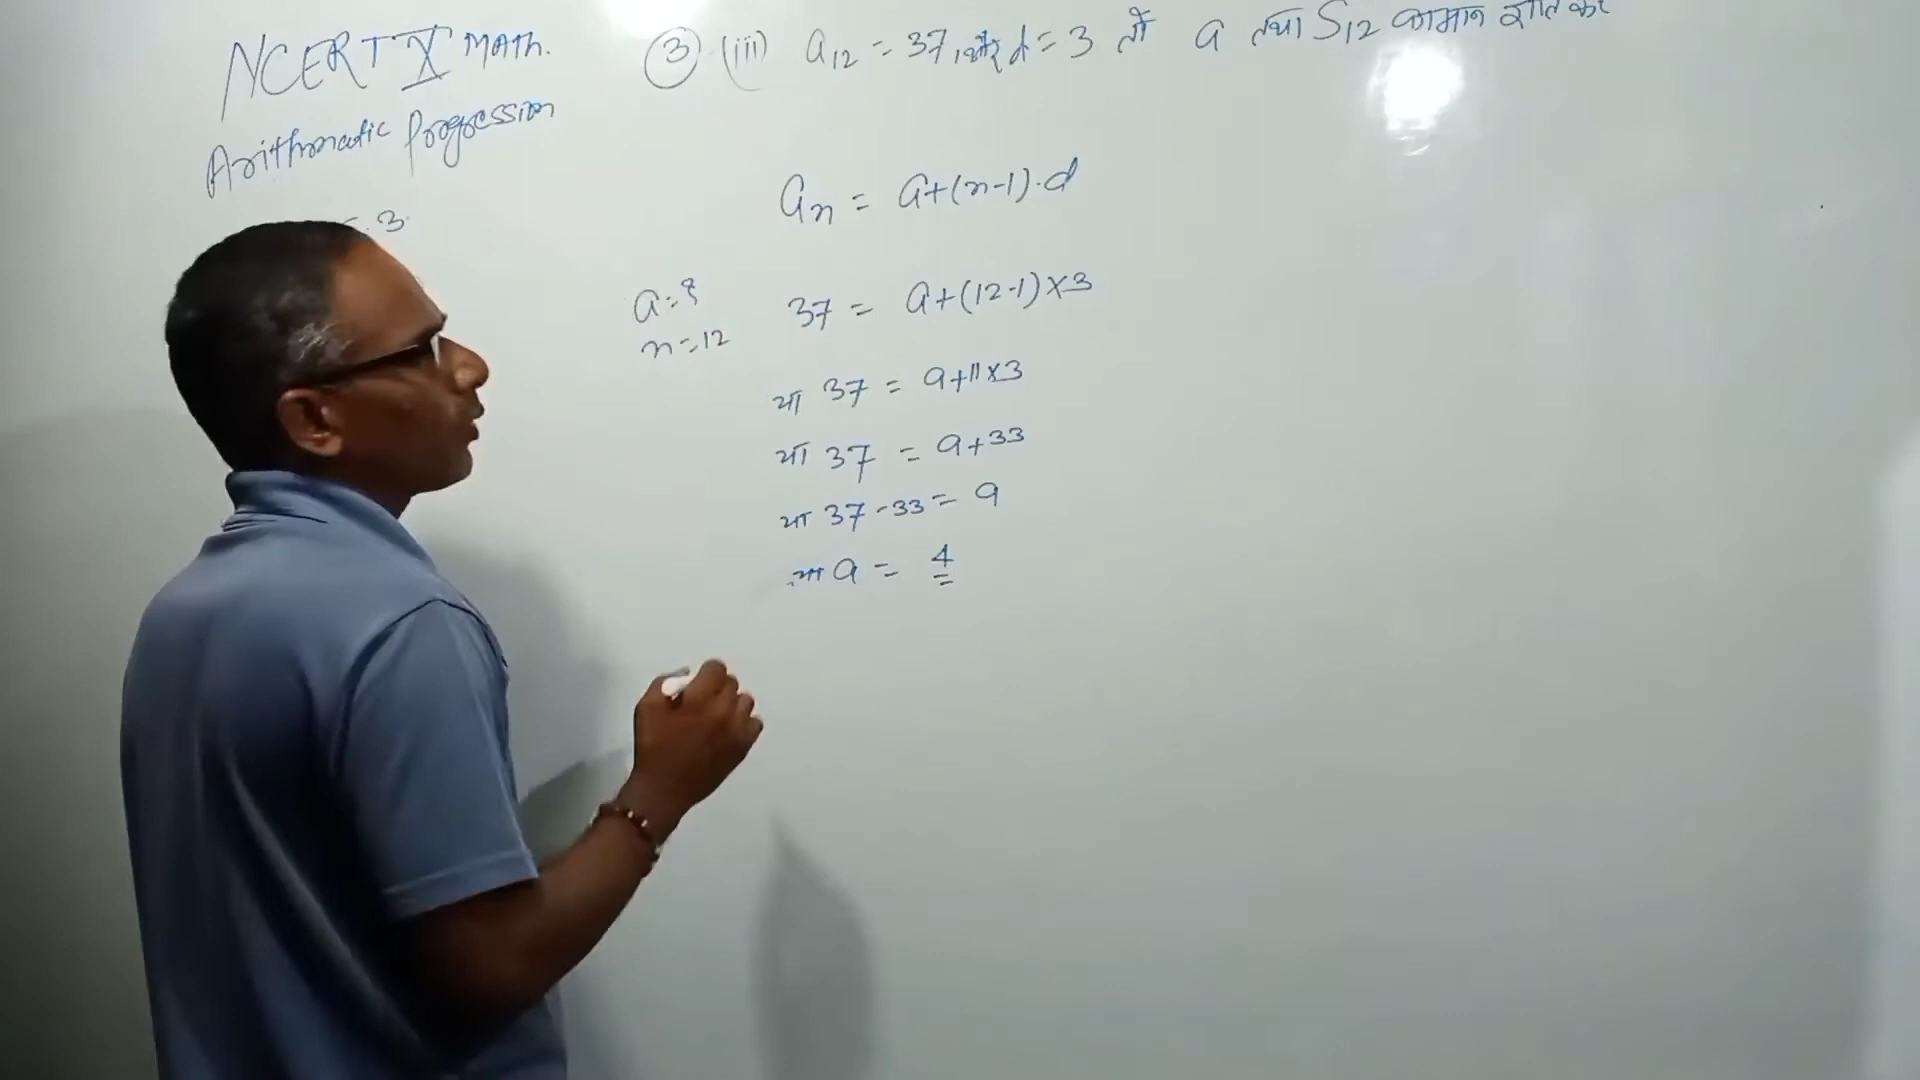 NCERT X MATH.
Arithmatic Progression
.3
③ (iii) a12 = 37, और d = 3 तो a तथा S12 का मान ज्ञात करें
an = a+(n-1).d
a=?
n=12
37 = a+(12-1)×3
या 37 = a+11×3
या 37 = a+33
या 37-33 = a
या a = 4